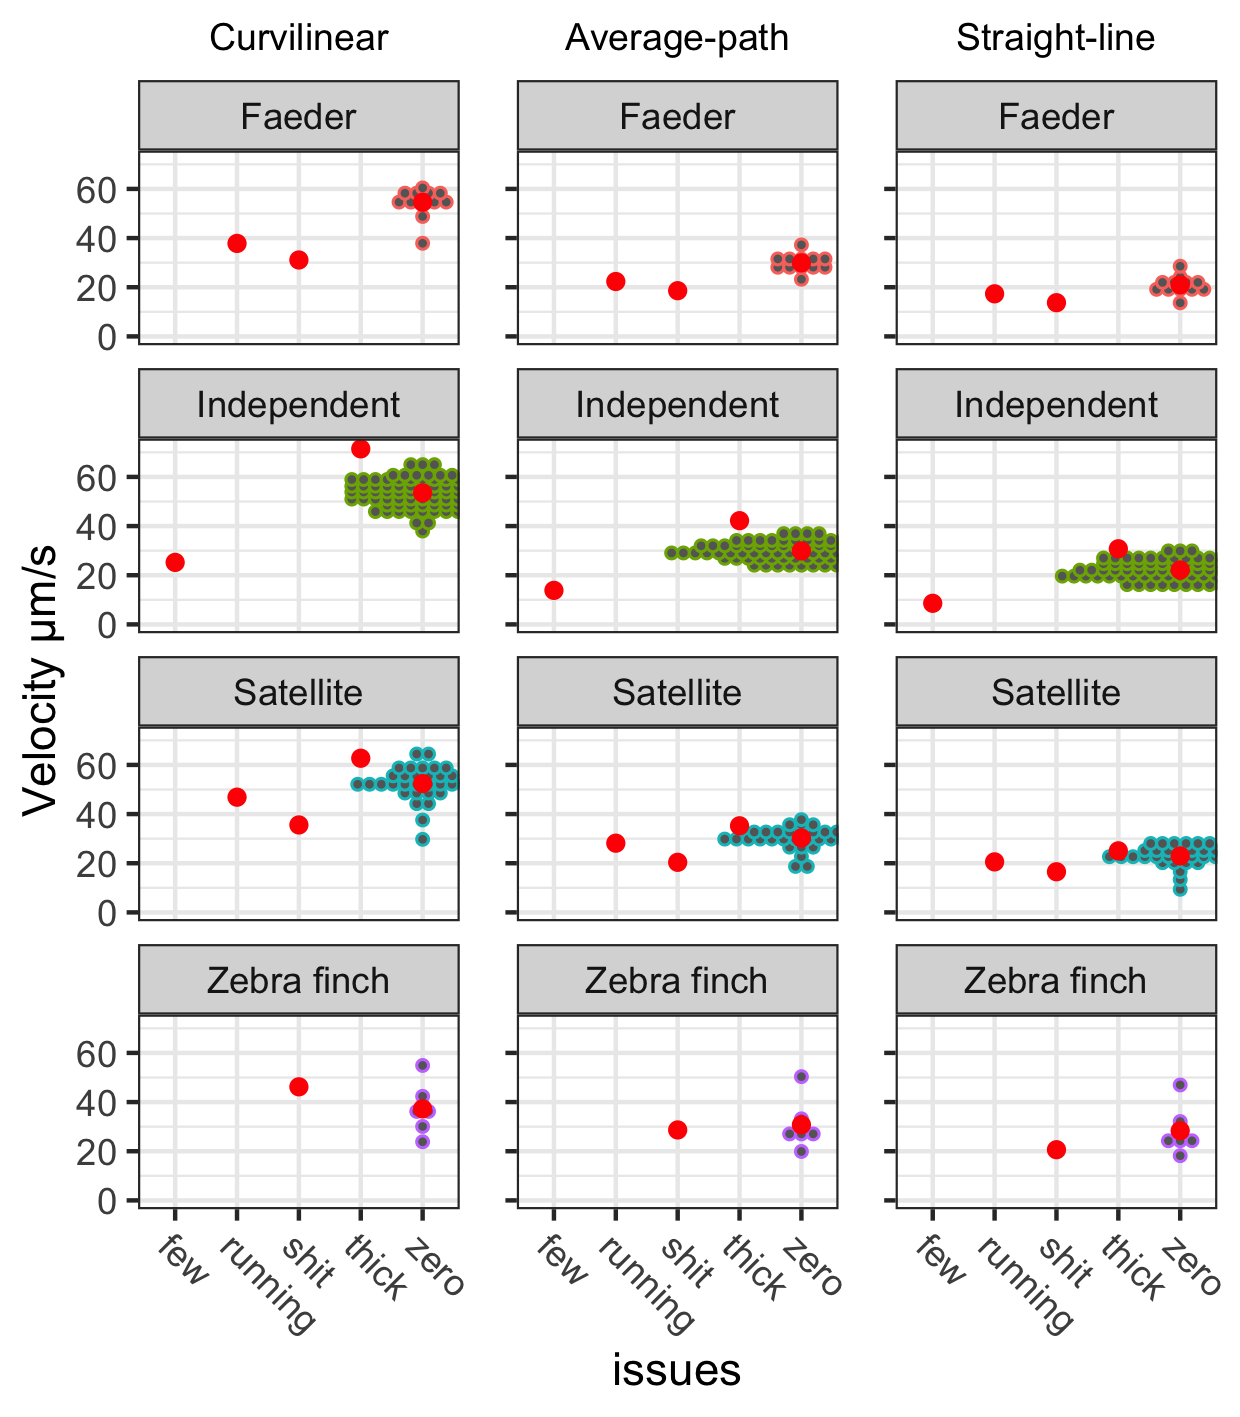 Curvilinear Average-path Straight-line
Faeder Faeder Faeder
60
40
20
0
Independent Independent Independent
60
40
20
0
Satellite Satellite Satellite
60
40
20
0
Zebra finch Zebra finch Zebra finch
60
40
20
0
Velocity μm/s
few running shit thick zero few running shit thick zero few running shit thick zero
issues